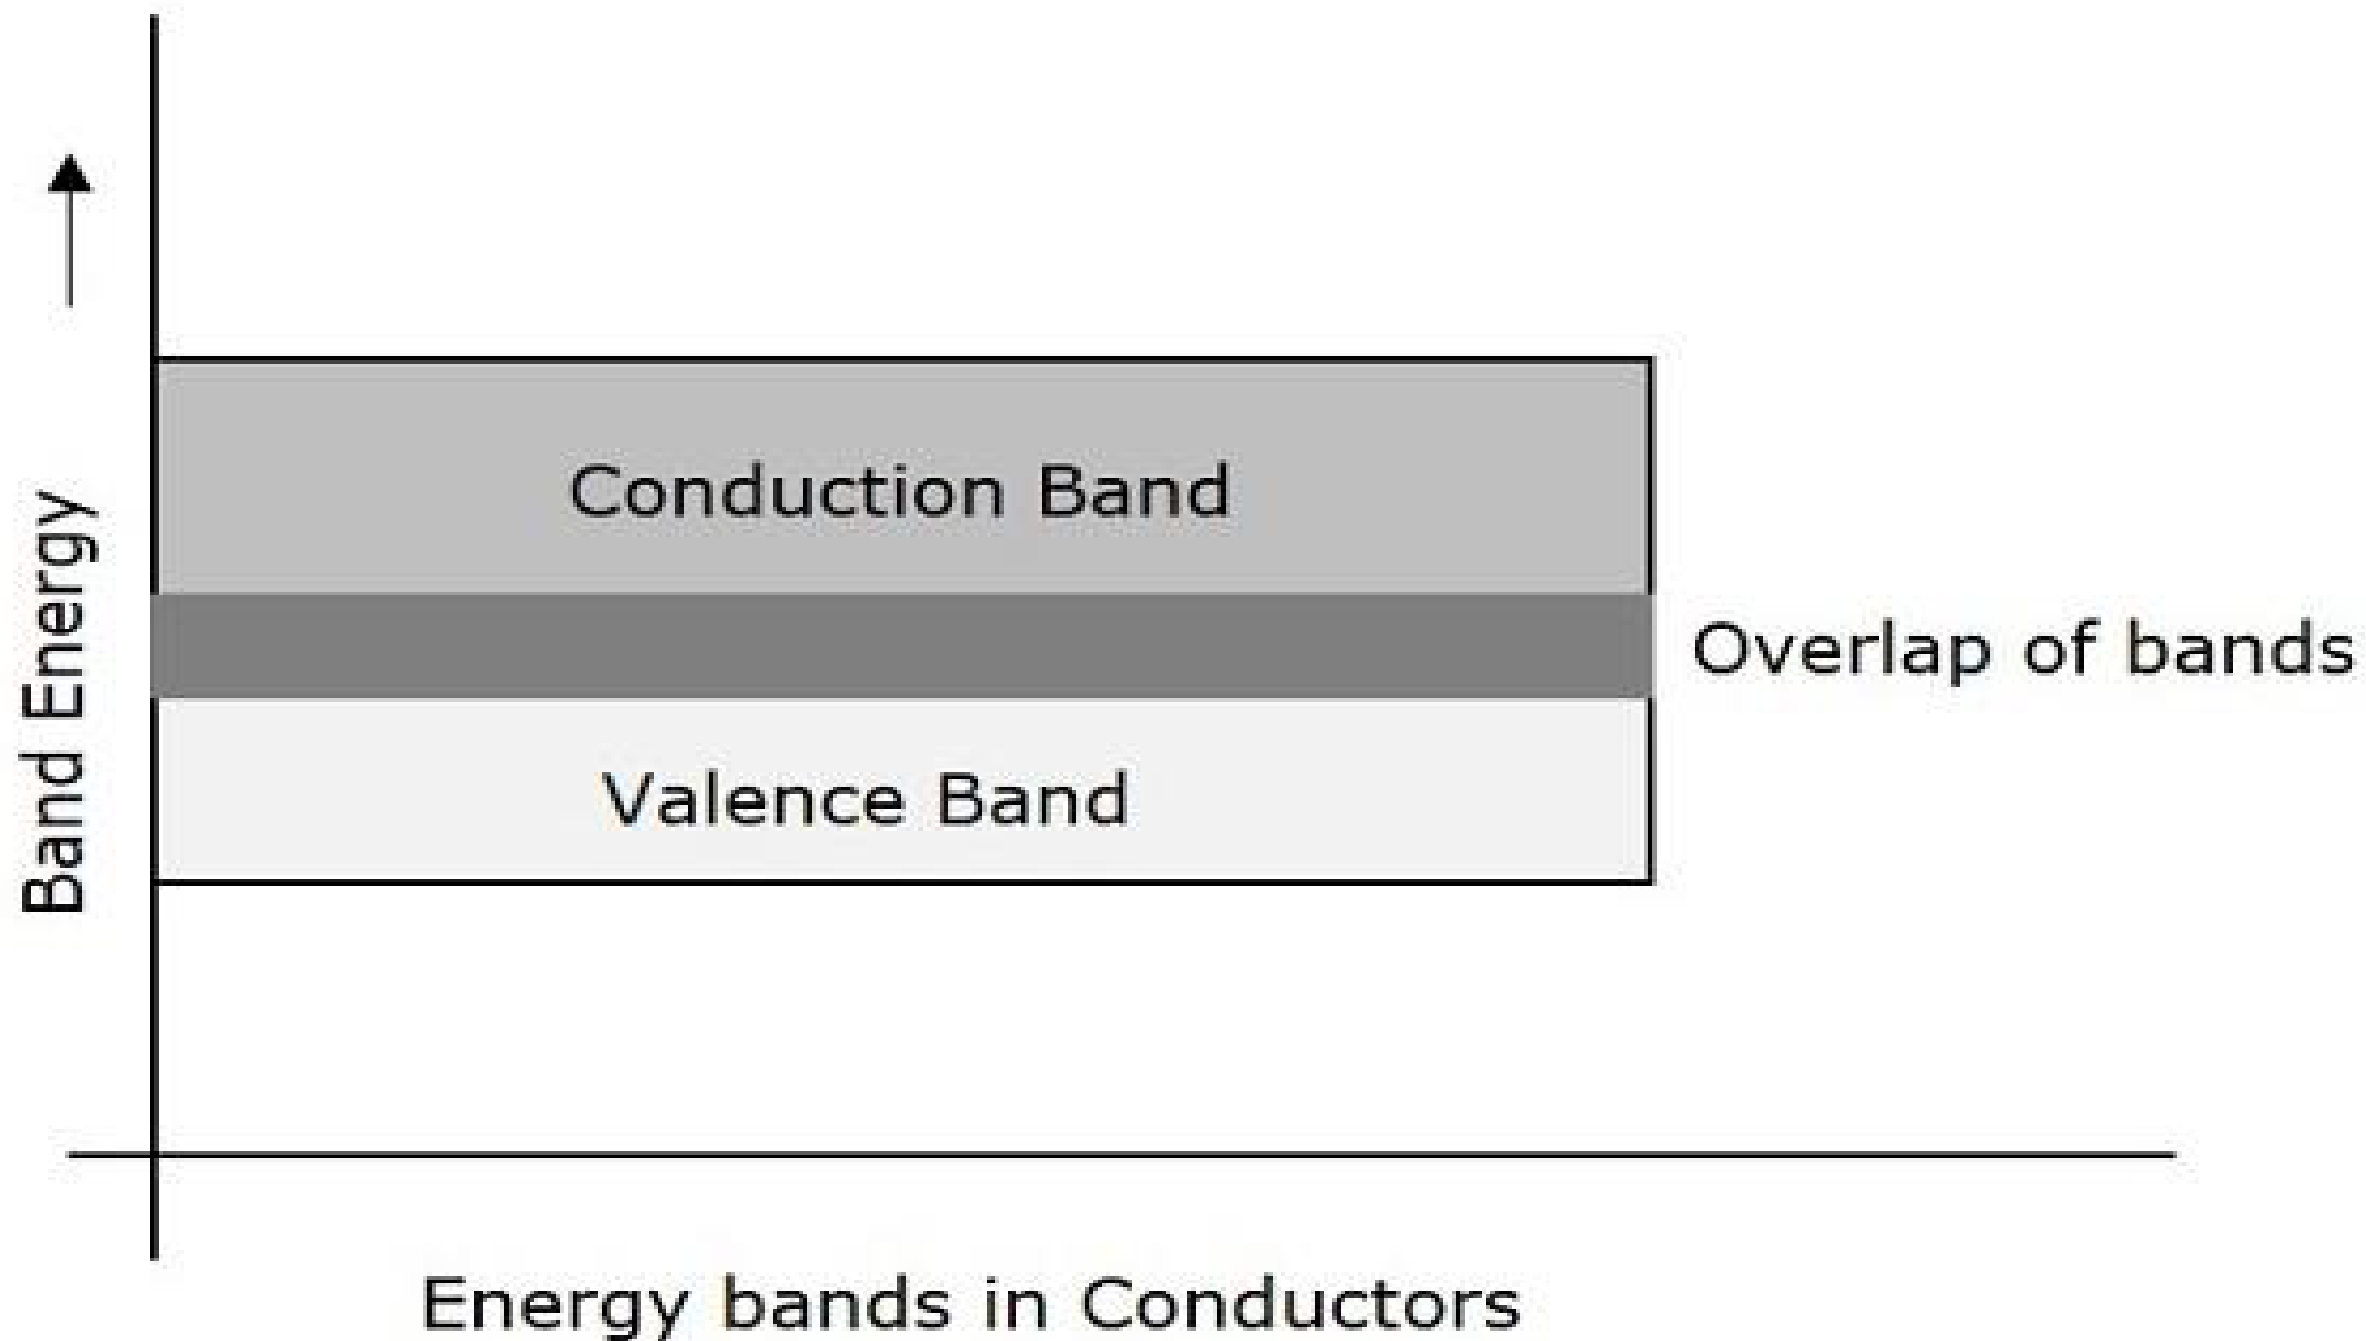 Band Energy
Conduction Band
Overlap of bands
Valence Band
Energy bands in Conductors